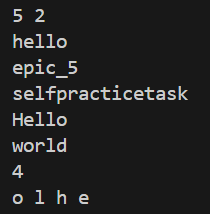 5 2
hello
epic_5
selfpracticetask
Hello
world
4
o l h e